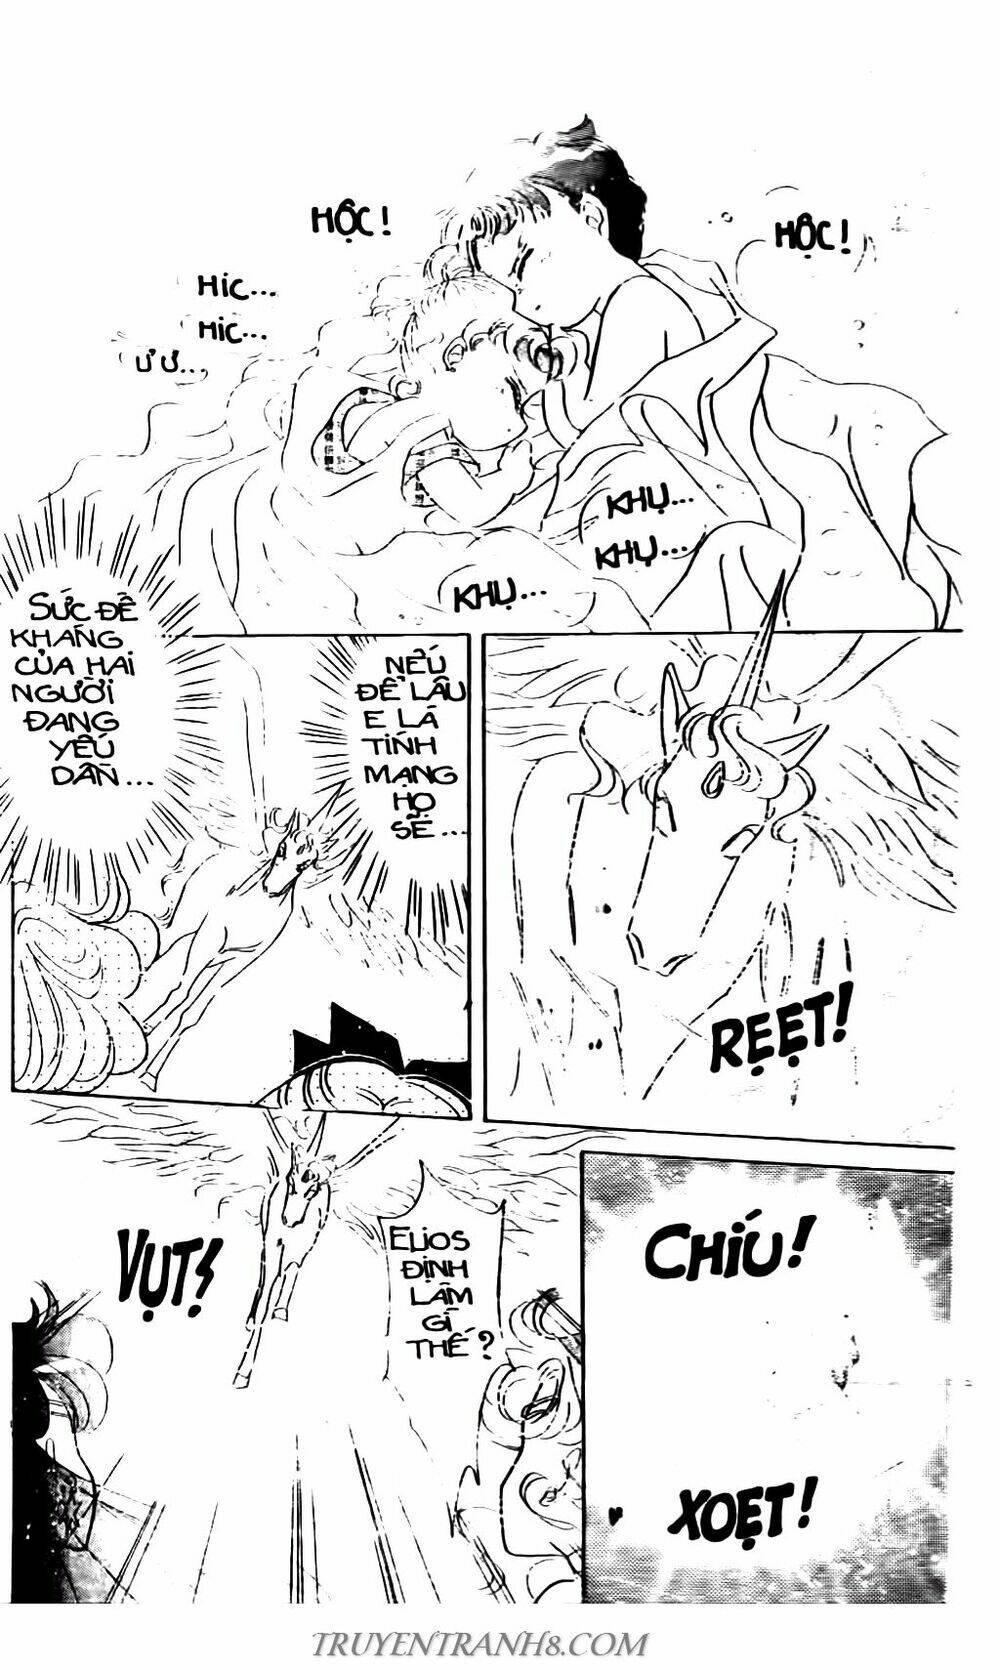 HỘC!
HỘC!
HIC...
HIC...
Ư Ư...
KHỤ...
KHỤ...
KHỤ...
SỨC ĐỀ
KHÁNG
CỦA HAI
NGƯỜI
ĐANG
YẾU
DẦN...
NẾU
ĐỂ LÂU
E LÀ
TÍNH
MẠNG
HỌ
SẼ...
RẸẸT!
VỤT!
ELIOS
ĐỊNH
LÀM
GÌ
THẾ?
CHÍU!
XOẸT!
TRUYENTRANH8.COM